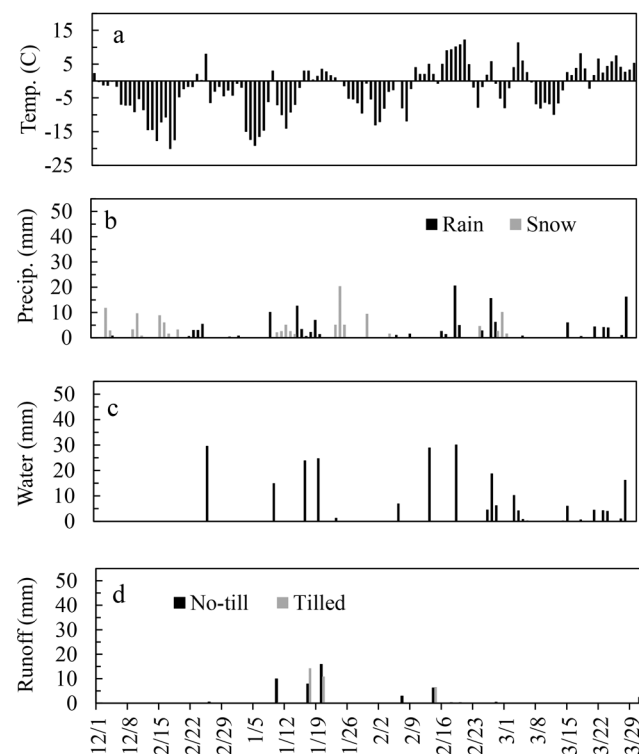 a
15
5
-5
-15
-25
Temp. (C)
b
50
40
30
20
10
0
Precip. (mm)
Rain Snow
c
50
40
30
20
10
0
Water (mm)
d
50
40
30
20
10
0
Runoff (mm)
No-till Tilled
12/1 12/8 12/15 12/22 12/29 1/5 1/12 1/19 1/26 2/2 2/9 2/16 2/23 3/1 3/8 3/15 3/22 3/29